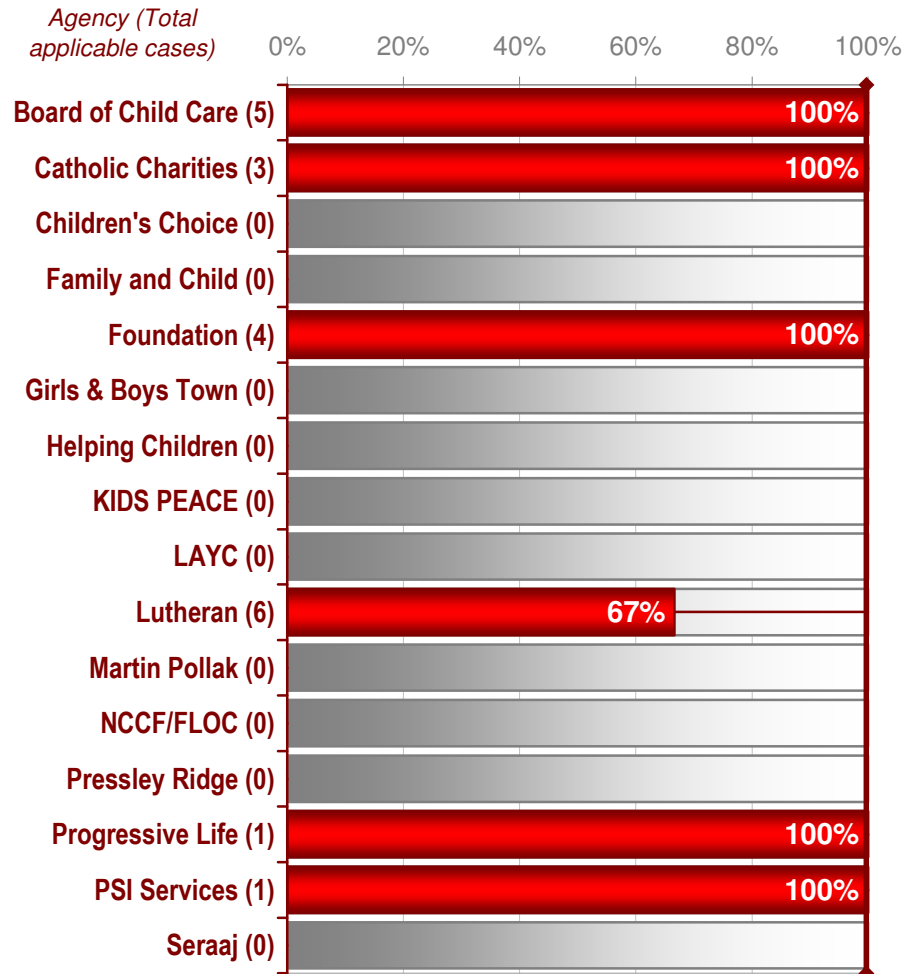 Agency (Total
applicable cases)
0% 20% 40% 60% 80% 100%
Board of Child Care (5) 100%
Catholic Charities (3) 100%
Children's Choice (0)
Family and Child (0)
Foundation (4) 100%
Girls & Boys Town (0)
Helping Children (0)
KIDS PEACE (0)
LAYC (0)
Lutheran (6) 67%
Martin Pollak (0)
NCCF/FLOC (0)
Pressley Ridge (0)
Progressive Life (1) 100%
PSI Services (1) 100%
Seraaj (0)